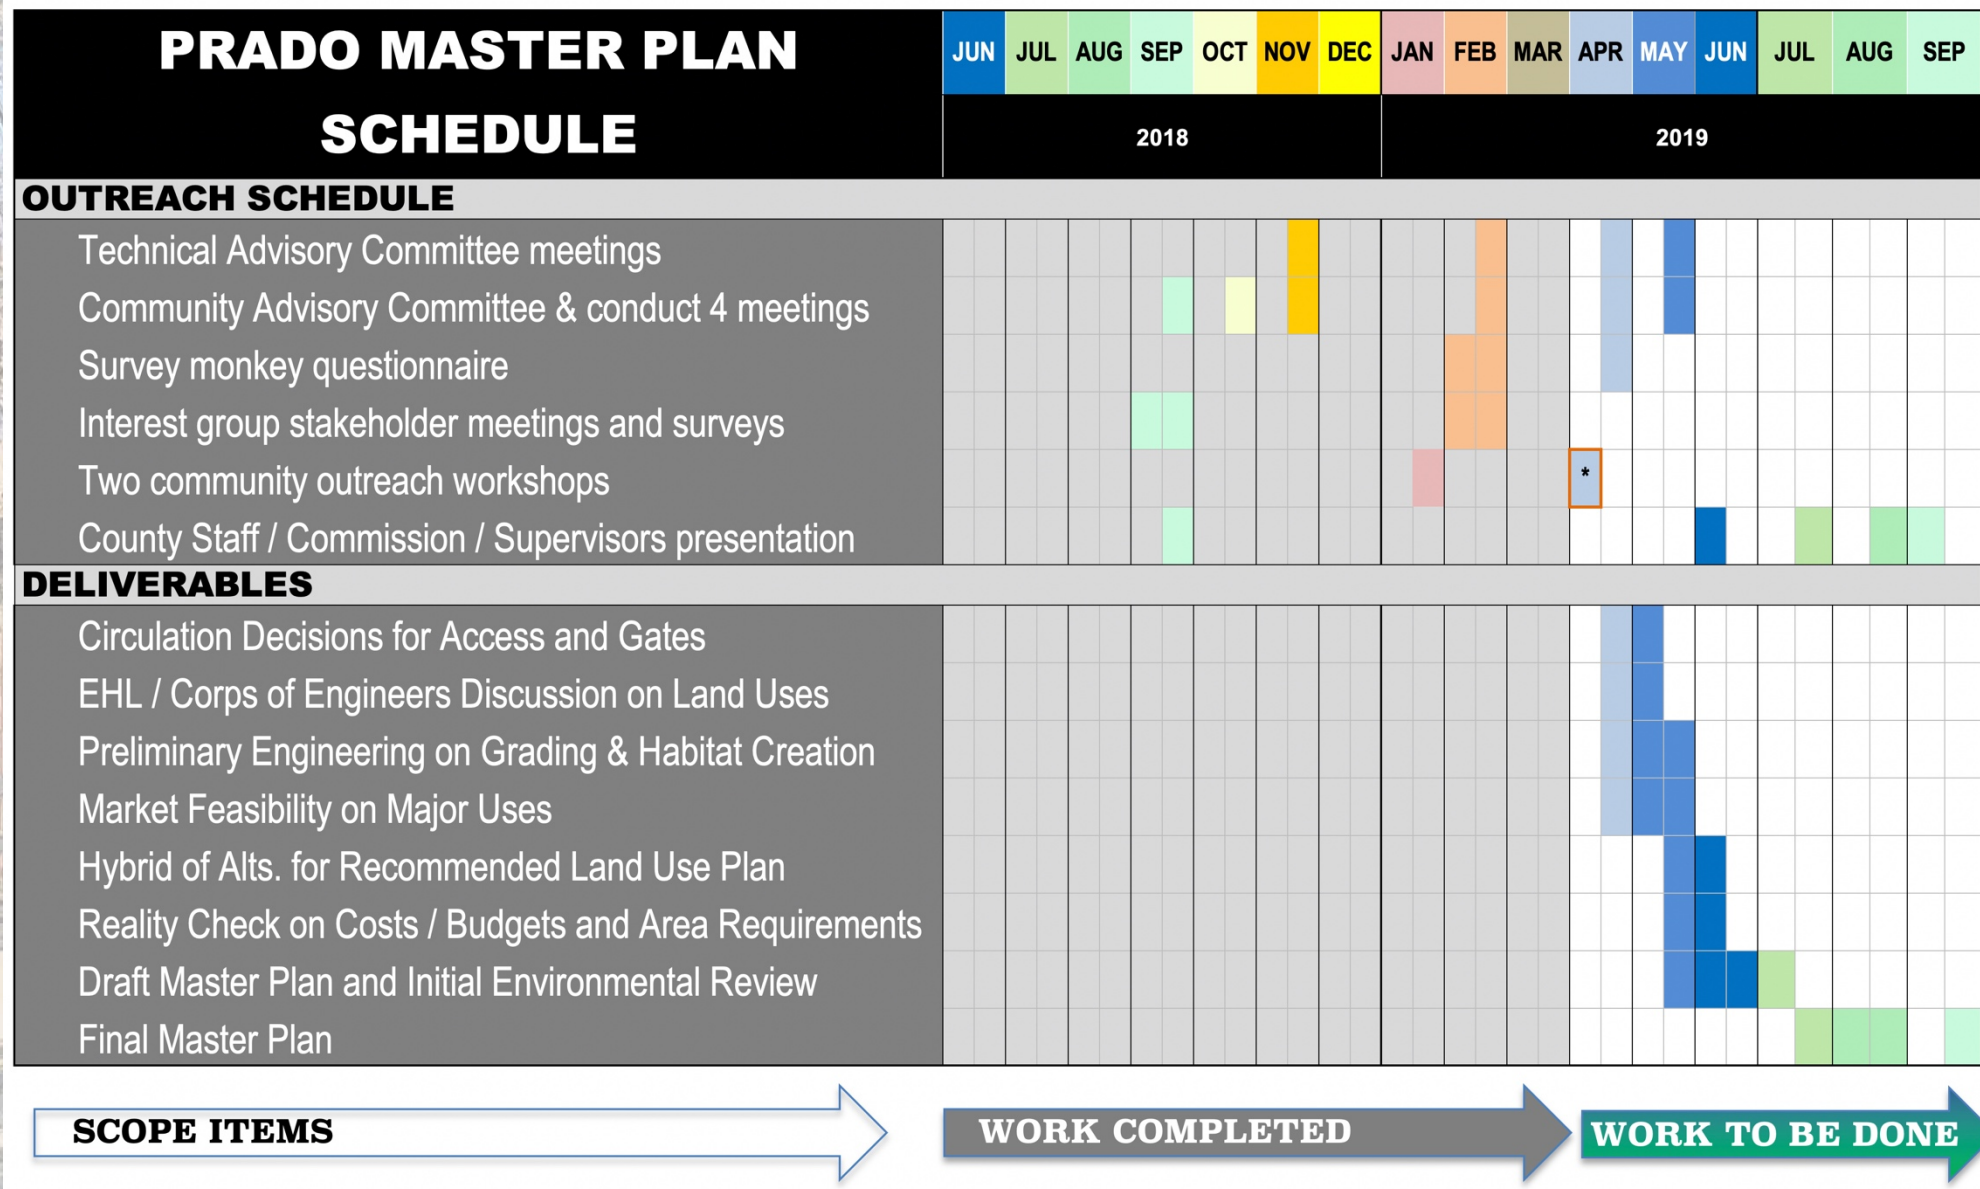 PRADO MASTER PLAN
SCHEDULE
JUN JUL AUG SEP OCT NOV DEC JAN FEB MAR APR MAY JUN JUL AUG SEP
2018 2019
OUTREACH SCHEDULE
Technical Advisory Committee meetings
Community Advisory Committee & conduct 4 meetings
Survey monkey questionnaire
Interest group stakeholder meetings and surveys
Two community outreach workshops *
County Staff / Commission / Supervisors presentation
DELIVERABLES
Circulation Decisions for Access and Gates
EHL / Corps of Engineers Discussion on Land Uses
Preliminary Engineering on Grading & Habitat Creation
Market Feasibility on Major Uses
Hybrid of Alts. for Recommended Land Use Plan
Reality Check on Costs / Budgets and Area Requirements
Draft Master Plan and Initial Environmental Review
Final Master Plan
SCOPE ITEMS WORK COMPLETED WORK TO BE DONE